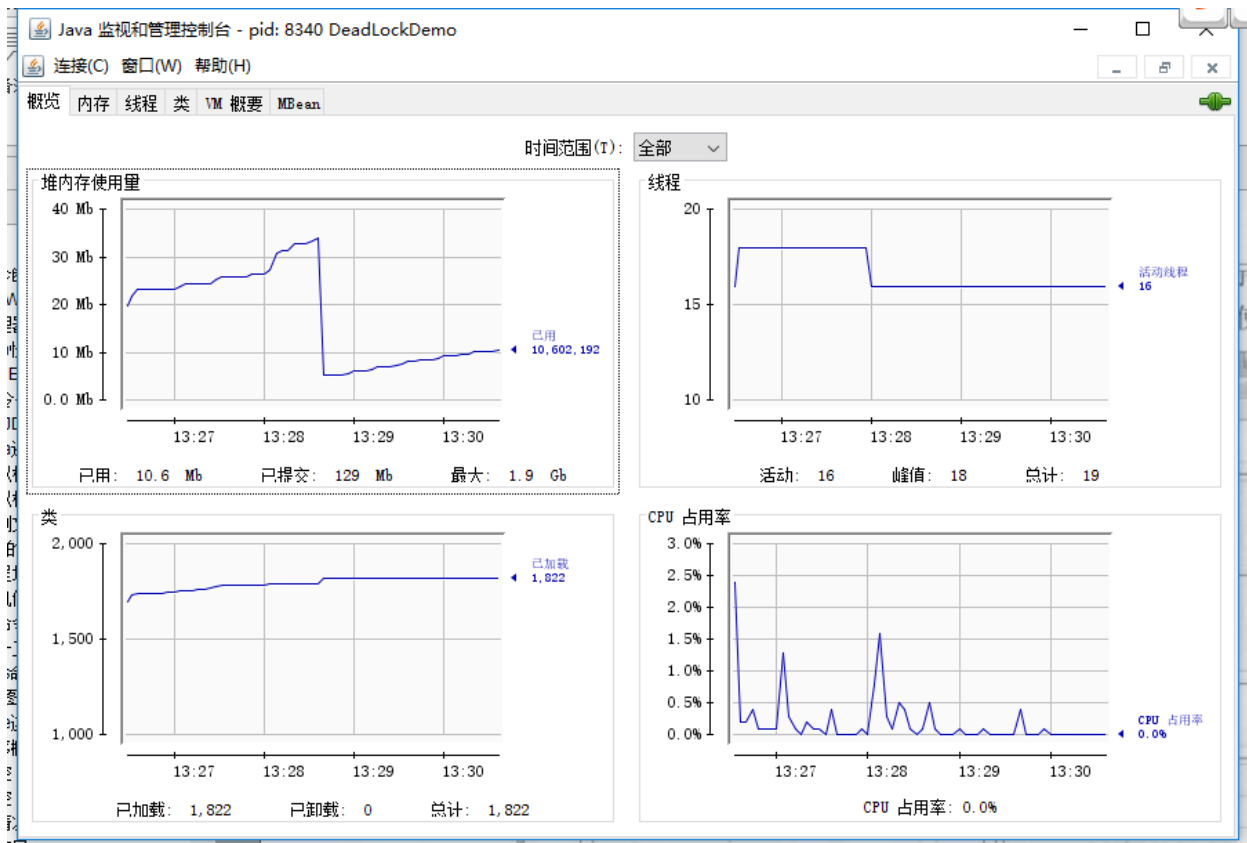 Java 监视和管理控制台 - pid: 8340 DeadLockDemo
连接(C) 窗口(W) 帮助(H)
概览 内存 线程 类 VM 概要 MBean
时间范围(T): 全部
堆内存使用量
40 Mb
30 Mb
20 Mb
10 Mb
0.0 Mb
已用
10,602,192
13:27 13:28 13:29 13:30
已用: 10.6 Mb 已提交: 129 Mb 最大: 1.9 Gb
线程
20
15
10
活动线程
16
13:27 13:28 13:29 13:30
活动: 16 峰值: 18 总计: 19
类
2,000
1,500
1,000
已加载
1,822
13:27 13:28 13:29 13:30
已加载: 1,822 已卸载: 0 总计: 1,822
CPU 占用率
3.0%
2.5%
2.0%
1.5%
1.0%
0.5%
0.0%
CPU 占用率
0.0%
13:27 13:28 13:29 13:30
CPU 占用率: 0.0%